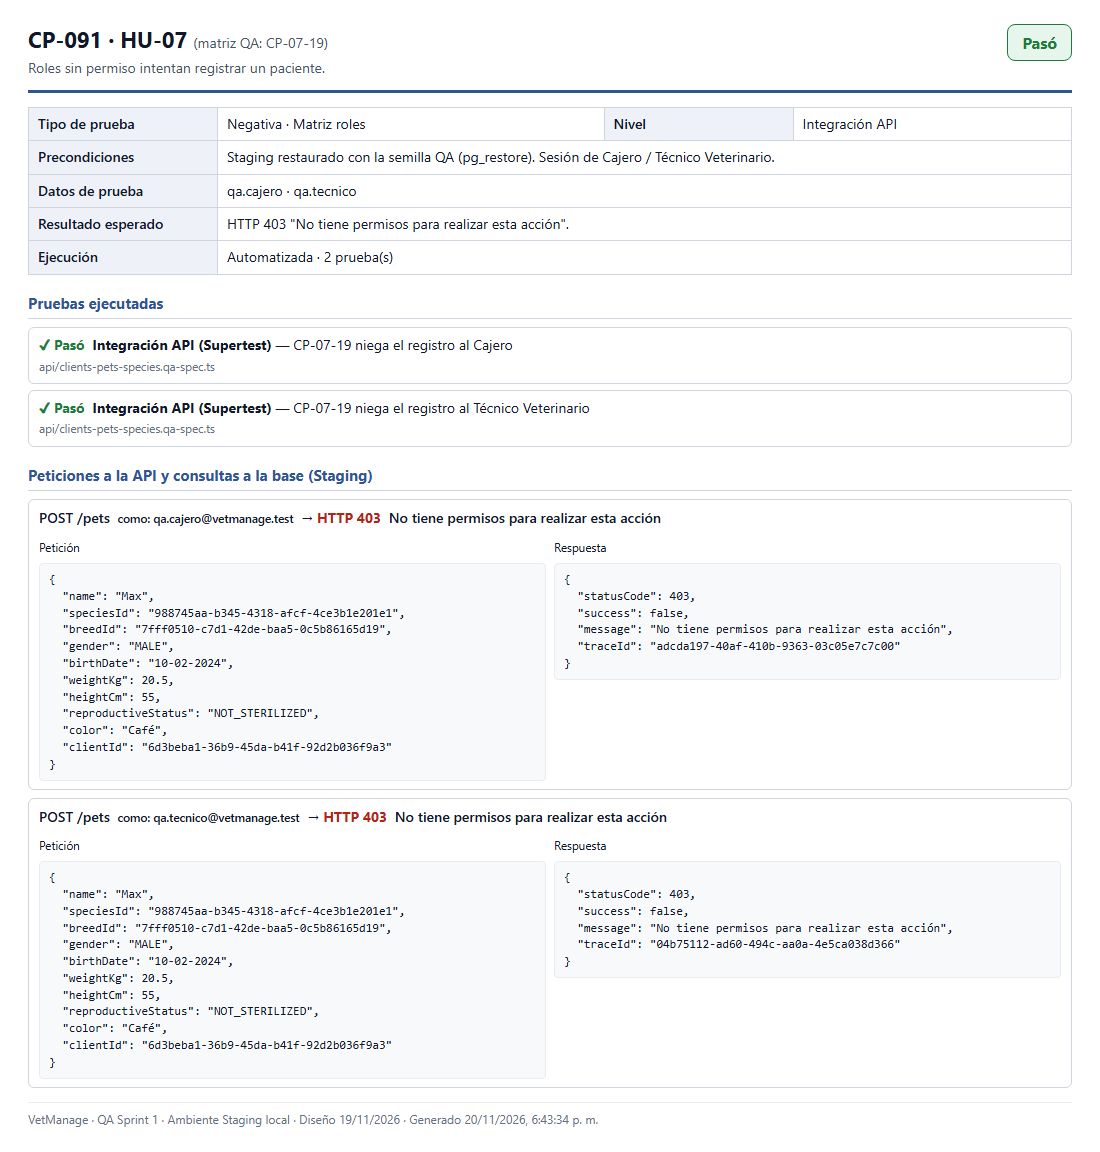 CP-091 · HU-07 (matriz QA: CP-07-19)
Pasó
Roles sin permiso intentan registrar un paciente.
Tipo de prueba Negativa · Matriz roles Nivel Integración API
Precondiciones Staging restaurado con la semilla QA (pg_restore). Sesión de Cajero / Técnico Veterinario.
Datos de prueba qa.cajero · qa.tecnico
Resultado esperado HTTP 403 "No tiene permisos para realizar esta acción".
Ejecución Automatizada · 2 prueba(s)
Pruebas ejecutadas
✔ Pasó Integración API (Supertest) — CP-07-19 niega el registro al Cajero
api/clients-pets-species.qa-spec.ts
✔ Pasó Integración API (Supertest) — CP-07-19 niega el registro al Técnico Veterinario
api/clients-pets-species.qa-spec.ts
Peticiones a la API y consultas a la base (Staging)
POST /pets como: qa.cajero@vetmanage.test → HTTP 403 No tiene permisos para realizar esta acción
Petición
{
"name": "Max",
"speciesId": "988745aa-b345-4318-afcf-4ce3b1e201e1",
"breedId": "7fff0510-c7d1-42de-baa5-0c5b86165d19",
"gender": "MALE",
"birthDate": "10-02-2024",
"weightKg": 20.5,
"heightCm": 55,
"reproductiveStatus": "NOT_STERILIZED",
"color": "Café",
"clientId": "6d3beba1-36b9-45da-b41f-92d2b036f9a3"
}
Respuesta
{
"statusCode": 403,
"success": false,
"message": "No tiene permisos para realizar esta acción",
"traceId": "adcda197-40af-410b-9363-03c05e7c7c00"
}
POST /pets como: qa.tecnico@vetmanage.test → HTTP 403 No tiene permisos para realizar esta acción
Petición
{
"name": "Max",
"speciesId": "988745aa-b345-4318-afcf-4ce3b1e201e1",
"breedId": "7fff0510-c7d1-42de-baa5-0c5b86165d19",
"gender": "MALE",
"birthDate": "10-02-2024",
"weightKg": 20.5,
"heightCm": 55,
"reproductiveStatus": "NOT_STERILIZED",
"color": "Café",
"clientId": "6d3beba1-36b9-45da-b41f-92d2b036f9a3"
}
Respuesta
{
"statusCode": 403,
"success": false,
"message": "No tiene permisos para realizar esta acción",
"traceId": "04b75112-ad60-494c-aa0a-4e5ca038d366"
}
VetManage · QA Sprint 1 · Ambiente Staging local · Diseño 19/11/2026 · Generado 20/11/2026, 6:43:34 p. m.